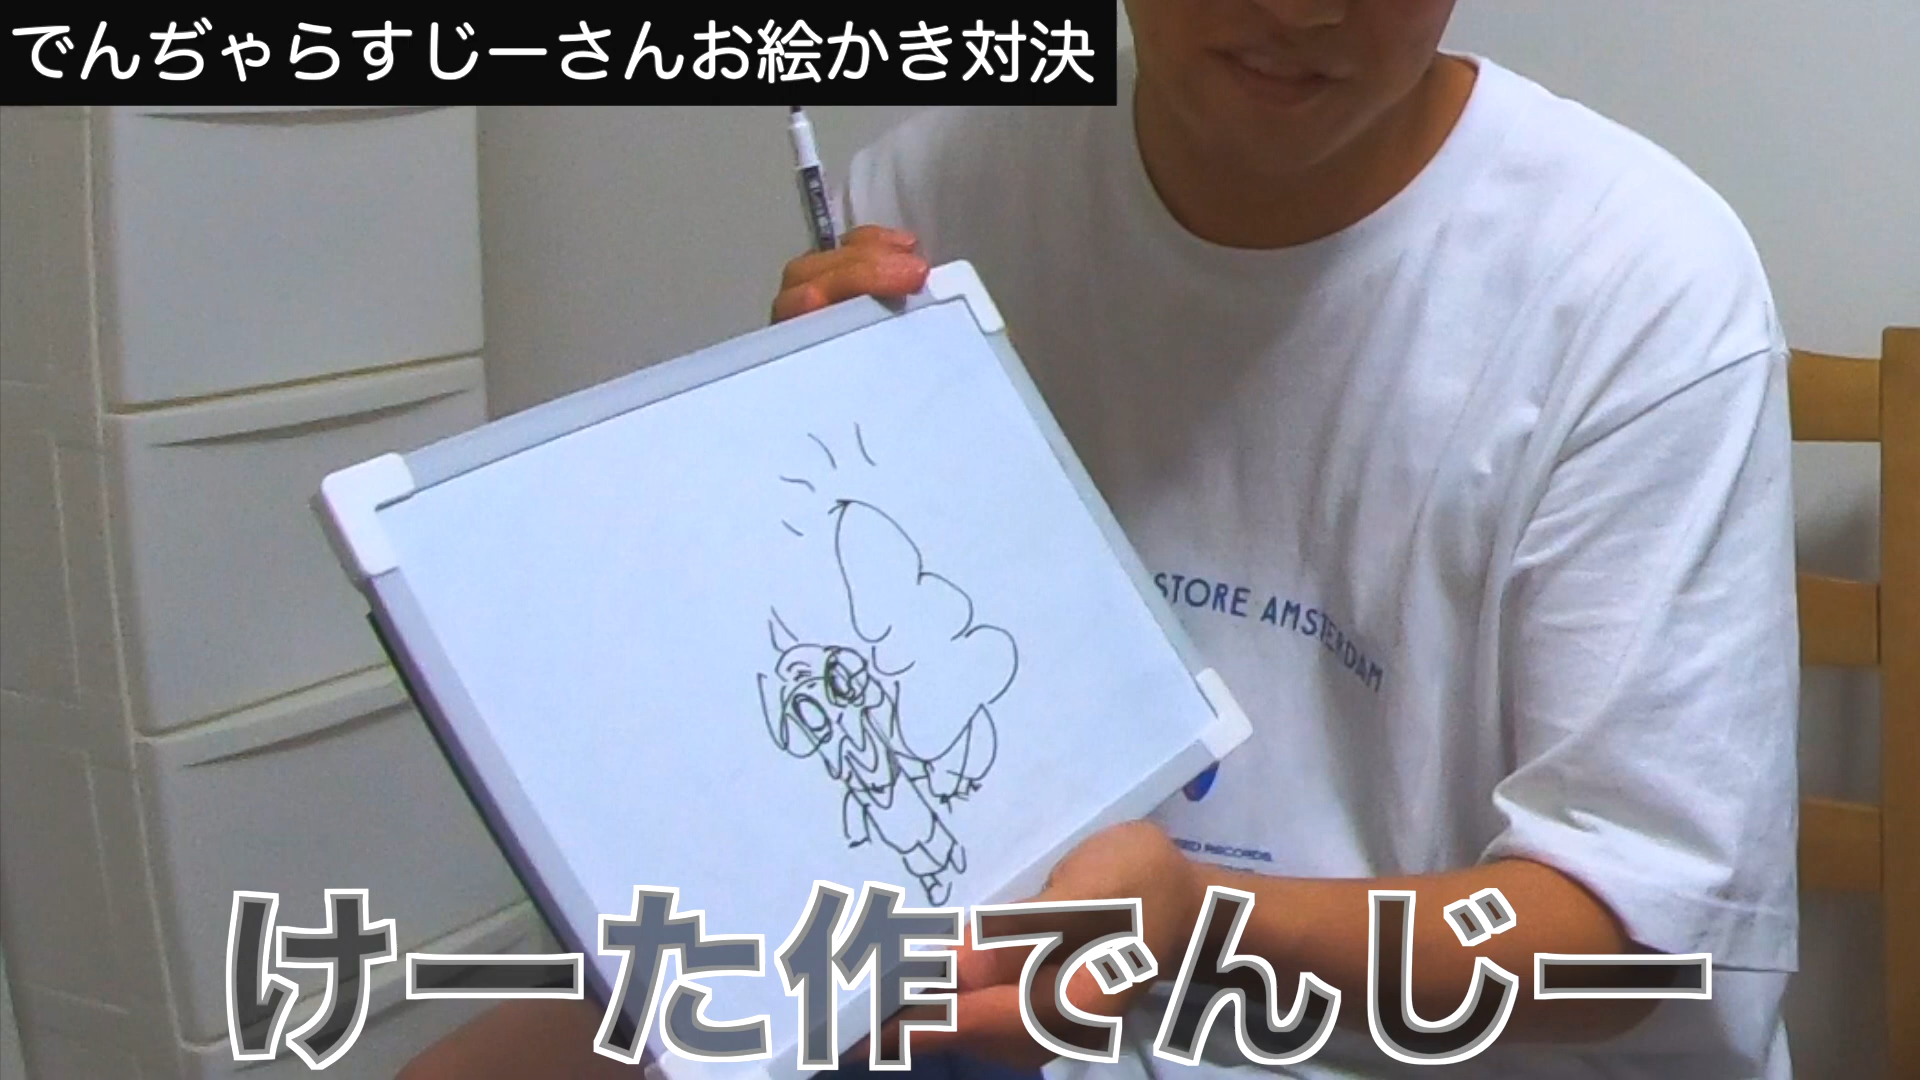 でんぢゃらすじーさんお絵かき対決
STORE AMSTERDAM
RECORDS
けーた作でんじー